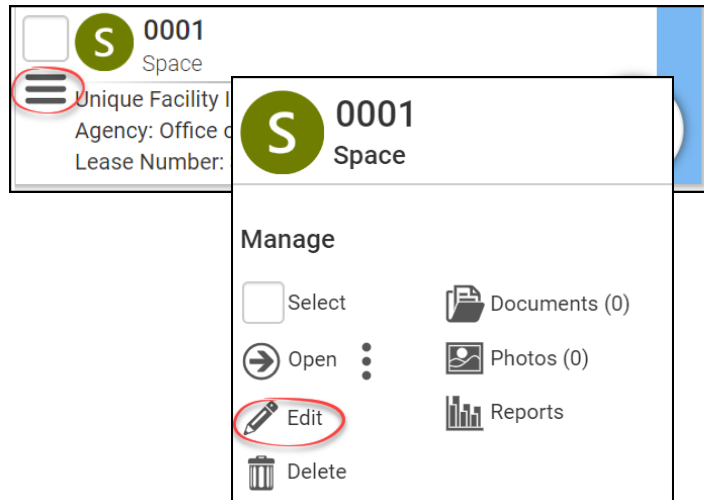 S
0001
Space
Unique Facility
Agency: Office
Lease Number:
S
0001
Space
Manage
Select
Documents (0)
Open
Photos (0)
Edit
Reports
Delete